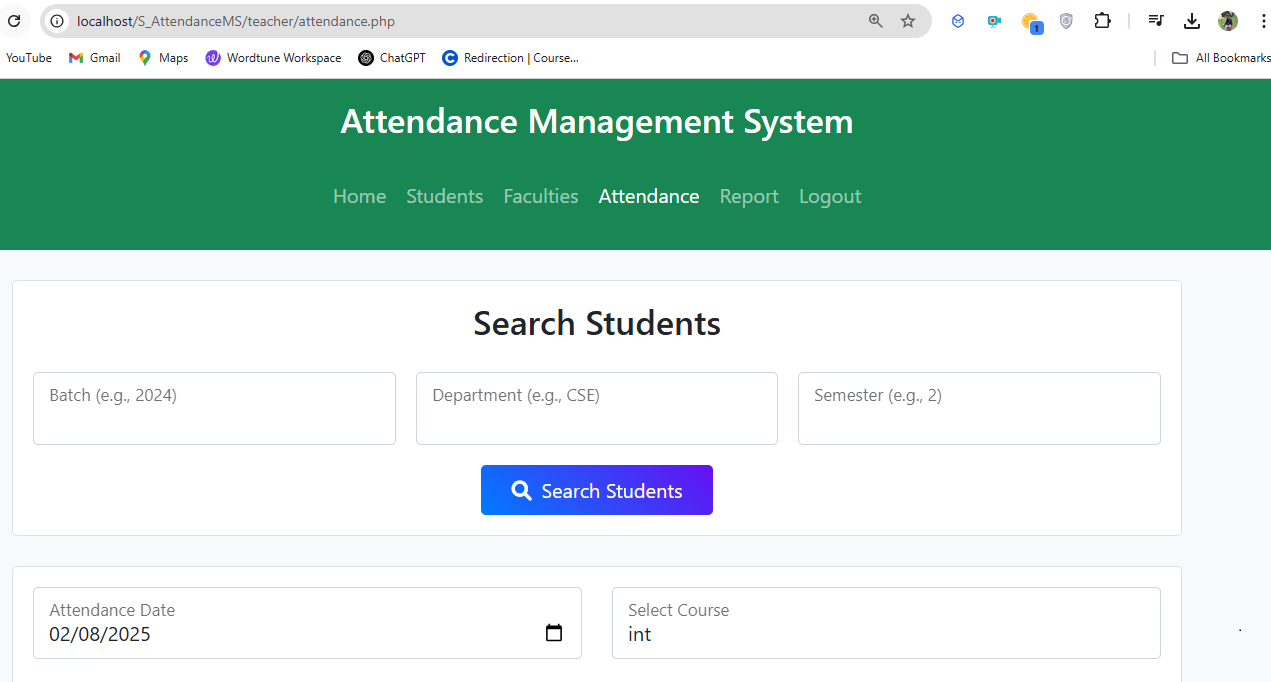 localhost/S_AttendanceMS/teacher/attendance.php
1
YouTube Gmail Maps Wordtune Workspace ChatGPT Redirection | Course... All Bookmarks
Attendance Management System
Home Students Faculties Attendance Report Logout
Search Students
Batch (e.g., 2024) Department (e.g., CSE) Semester (e.g., 2)
Search Students
Attendance Date Select Course
02/08/2025 int